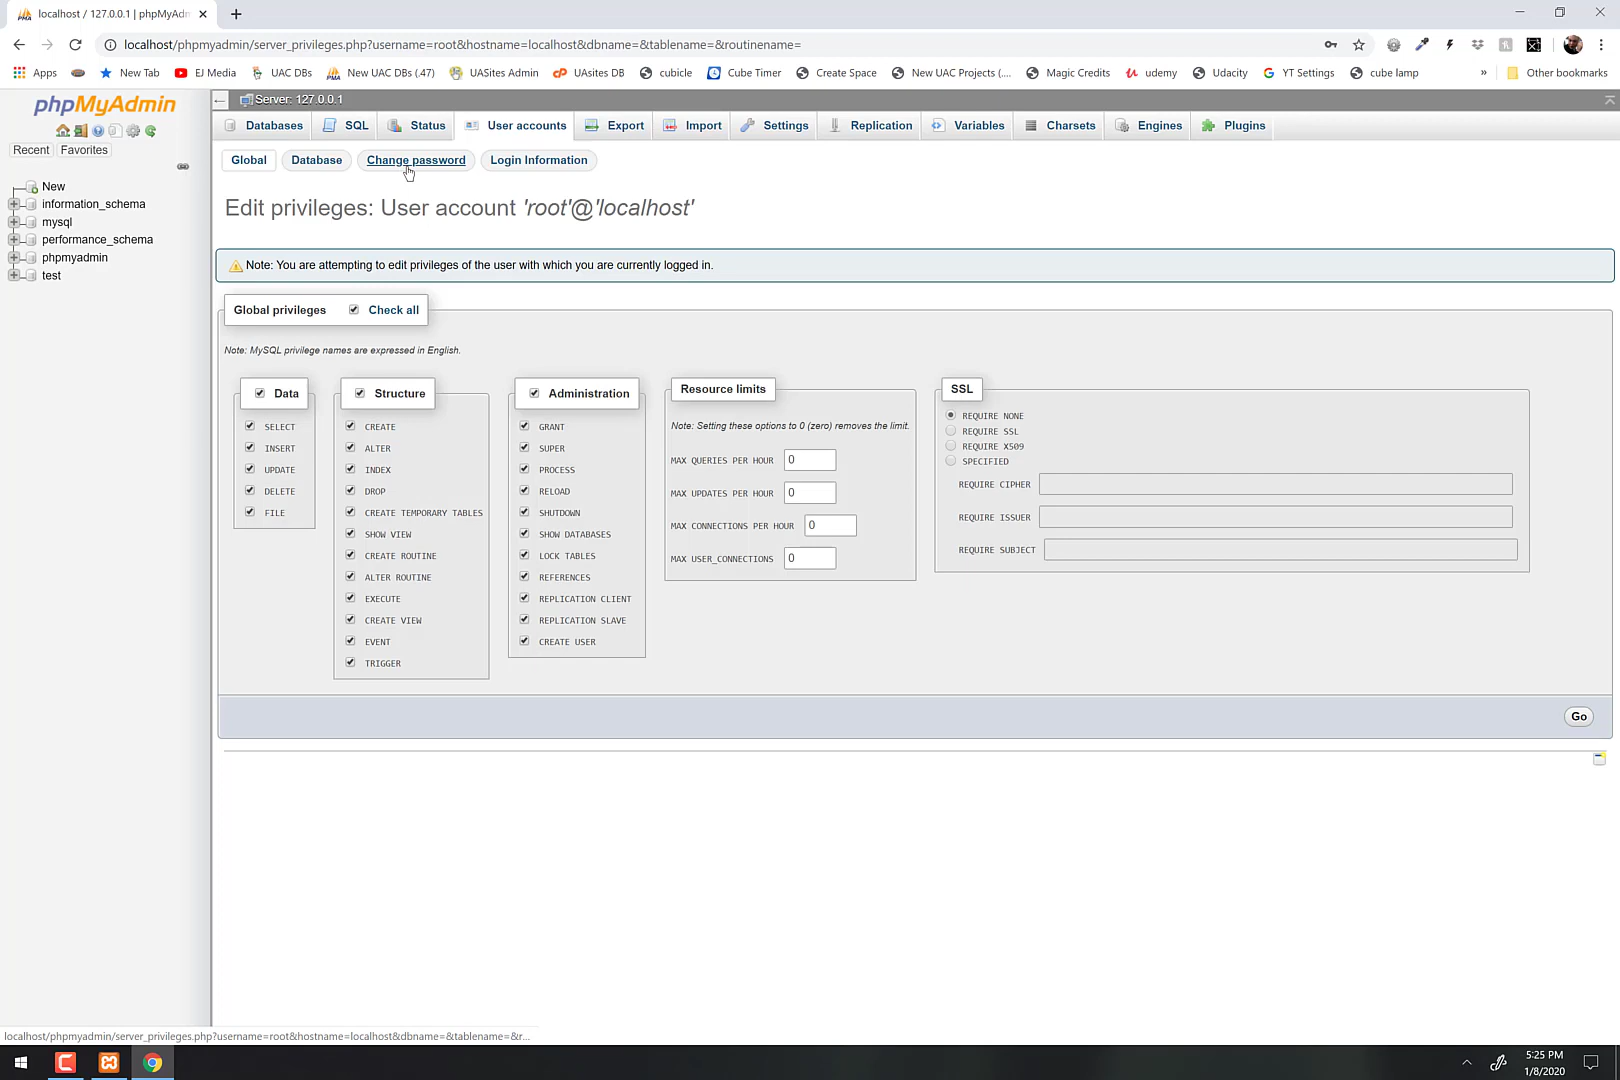 localhost / 127.0.0.1 | phpMyAdm
localhost/phpmyadmin/server_privileges.php?username=root&hostname=localhost&dbname=&tablename=&routinename=
Apps New Tab EJ Media UAC DBs New UAC DBs (.47) UASites Admin UAsites DB cubicle Cube Timer Create Space New UAC Projects (.... Magic Credits udemy Udacity YT Settings cube lamp » Other bookmarks
phpMyAdmin
Recent Favorites
New
information_schema
mysql
performance_schema
phpmyadmin
test
Server: 127.0.0.1
Databases SQL Status User accounts Export Import Settings Replication Variables Charsets Engines Plugins
Global Database Change password Login Information
Edit privileges: User account 'root'@'localhost'
Note: You are attempting to edit privileges of the user with which you are currently logged in.
Global privileges Check all
Note: MySQL privilege names are expressed in English.
Data
SELECT
INSERT
UPDATE
DELETE
FILE
Structure
CREATE
ALTER
INDEX
DROP
CREATE TEMPORARY TABLES
SHOW VIEW
CREATE ROUTINE
ALTER ROUTINE
EXECUTE
CREATE VIEW
EVENT
TRIGGER
Administration
GRANT
SUPER
PROCESS
RELOAD
SHUTDOWN
SHOW DATABASES
LOCK TABLES
REFERENCES
REPLICATION CLIENT
REPLICATION SLAVE
CREATE USER
Resource limits
Note: Setting these options to 0 (zero) removes the limit.
MAX QUERIES PER HOUR 0
MAX UPDATES PER HOUR 0
MAX CONNECTIONS PER HOUR 0
MAX USER_CONNECTIONS 0
SSL
REQUIRE NONE
REQUIRE SSL
REQUIRE X509
SPECIFIED
REQUIRE CIPHER
REQUIRE ISSUER
REQUIRE SUBJECT
Go
localhost/phpmyadmin/server_privileges.php?username=root&hostname=localhost&dbname=&tablename=&r...
5:25 PM
1/8/2020